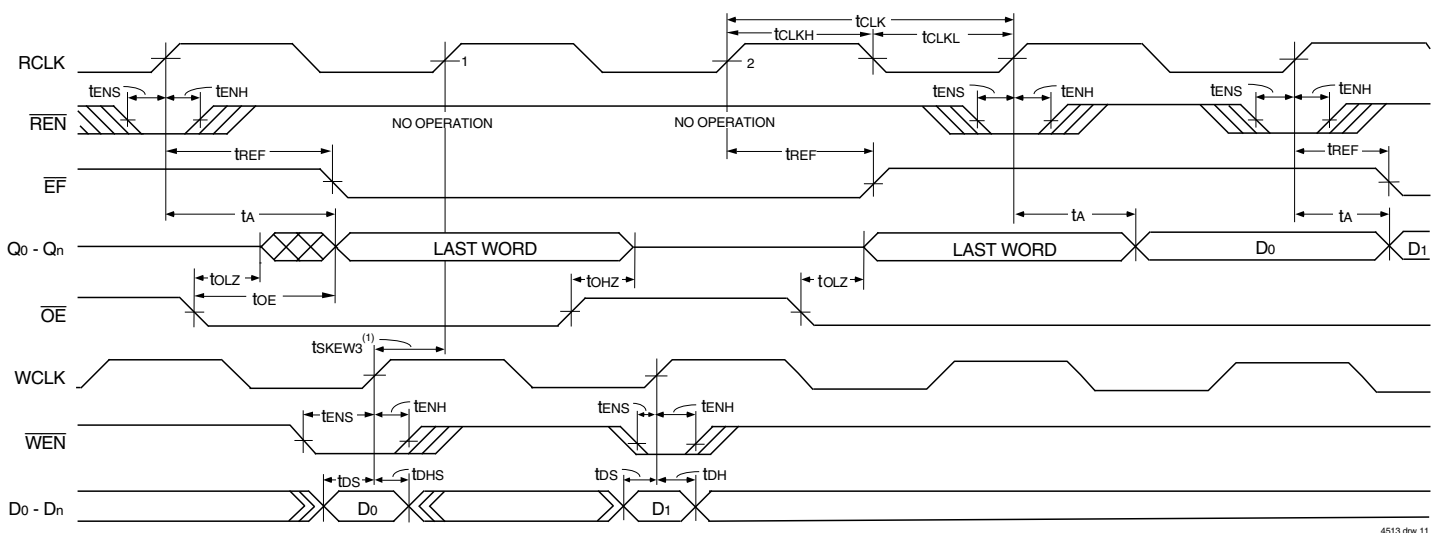 tCLK
tCLKH
tCLKL
RCLK
1
2
tENS
tENH
tENS
tENH
tENS
tENH
REN
NO OPERATION
NO OPERATION
tREF
tREF
tREF
EF
tA
tA
tA
Q0 - Qn
LAST WORD
LAST WORD
D0
D1
tOLZ
tOHZ
tOLZ
tOE
OE
tSKEW3(1)
WCLK
tENS
tENH
tENS
tENH
WEN
tDS
tDHS
tDS
tDH
D0 - Dn
D0
D1
4513 drw 11